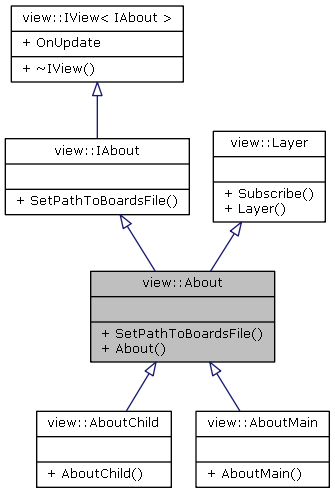 view::IView< IAbout >
+ OnUpdate
+ ~IView()
view::IAbout
+ SetPathToBoardsFile()
view::Layer
+ Subscribe()
+ Layer()
view::About
+ SetPathToBoardsFile()
+ About()
view::AboutChild
+ AboutChild()
view::AboutMain
+ AboutMain()